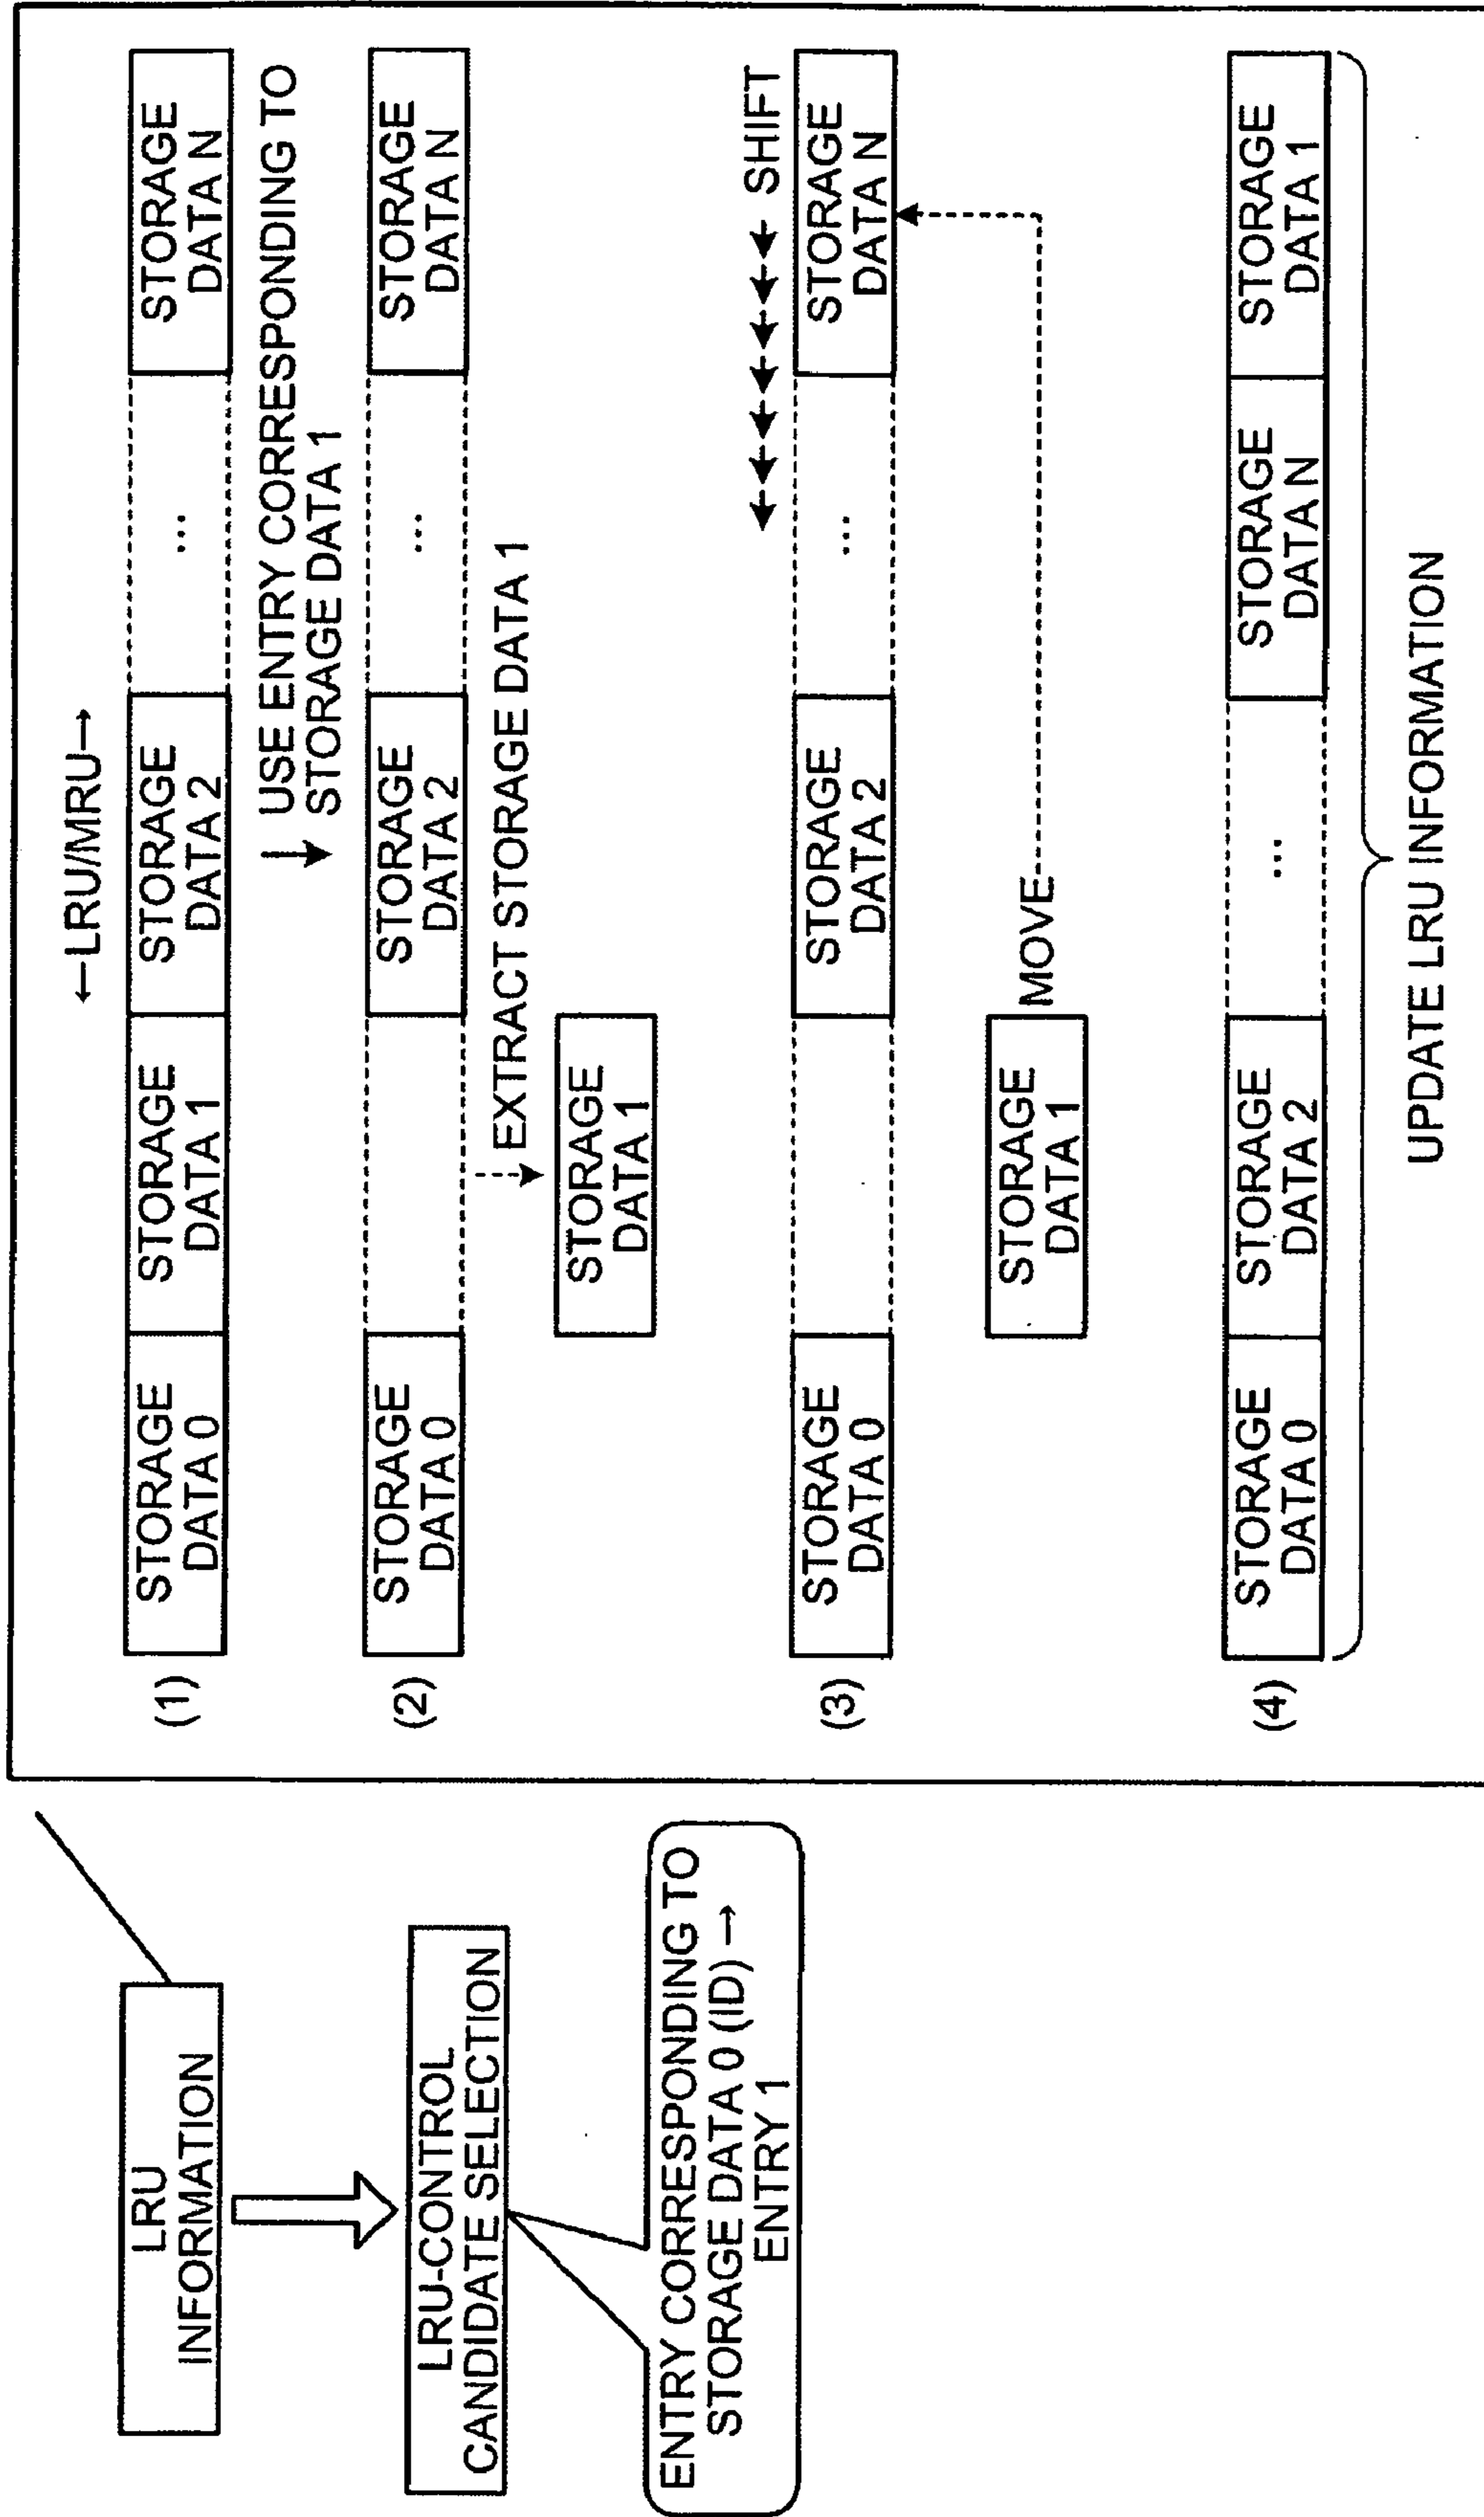 LRU
INFORMATION
LRU-CONTROL
CANDIDATE SELECTION
ENTRY CORRESPONDING TO
STORAGE DATA 0 (ID) →
ENTRY 1
←LRU/MRU→
(1)
STORAGE
DATA 0
STORAGE
DATA 1
STORAGE
DATA 2
...
STORAGE
DATA N
USE ENTRY CORRESPONDING TO
STORAGE DATA 1
(2)
STORAGE
DATA 0
STORAGE
DATA 2
...
STORAGE
DATA N
EXTRACT STORAGE DATA 1
STORAGE
DATA 1
SHIFT
(3)
STORAGE
DATA 0
STORAGE
DATA 2
...
STORAGE
DATA N
STORAGE
DATA 1
MOVE
(4)
STORAGE
DATA 0
STORAGE
DATA 2
...
STORAGE
DATA N
STORAGE
DATA 1
UPDATE LRU INFORMATION